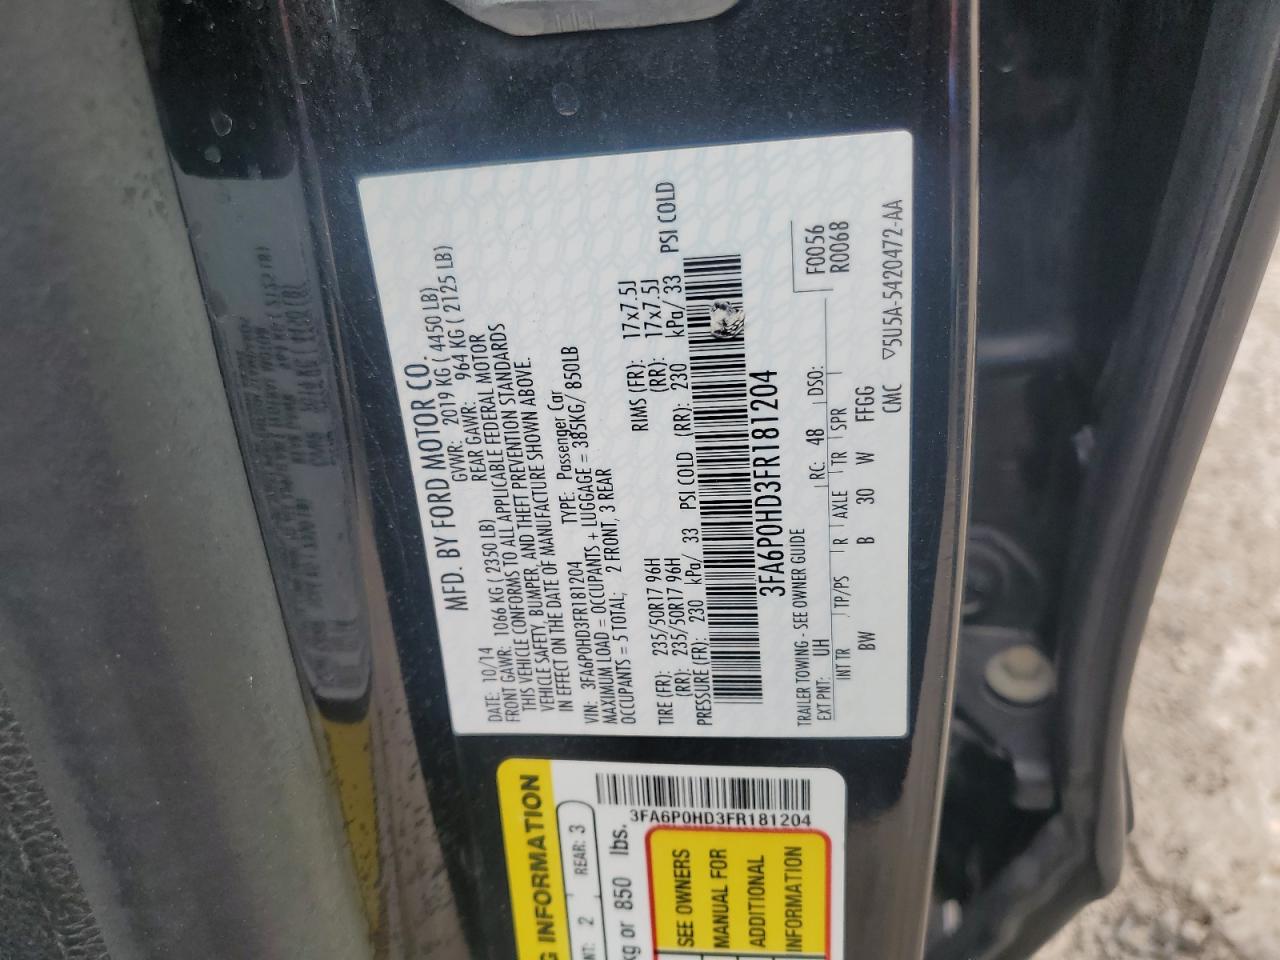 MFD. BY FORD MOTOR CO.
DATE: 10/14 GVWR: 2019 KG ( 4450 LB)
FRONT GAWR: 1066 KG ( 2350 LB) REAR GAWR: 964 KG ( 2125 LB)
THIS VEHICLE CONFORMS TO ALL APPLICABLE FEDERAL MOTOR
VEHICLE SAFETY, BUMPER, AND THEFT PREVENTION STANDARDS
IN EFFECT ON THE DATE OF MANUFACTURE SHOWN ABOVE.
VIN: 3FA6P0HD3FR181204 TYPE: Passenger Car
MAXIMUM LOAD = OCCUPANTS + LUGGAGE = 385KG/ 850LB
OCCUPANTS = 5 TOTAL; 2 FRONT, 3 REAR
TIRE (FR): 235/50R17 96H RIMS (FR): 17x7.5J
(RR): 235/50R17 96H (RR): 17x7.5J
PRESSURE (FR): 230 kPa/ 33 PSI COLD (RR): 230 kPa/ 33 PSI COLD
3FA6P0HD3FR181204
TRAILER TOWING - SEE OWNER GUIDE F0056
EXT PNT: UH RC: 48 DSO: R0068
INT TR TP/PS R AXLE TR SPR
BW B 30 W FFGG
CMC ▽5U5A-5420472-AA
INFORMATION
2 REAR: 3
kg or 850 lbs.
3FA6P0HD3FR181204
SEE OWNERS
MANUAL FOR
ADDITIONAL
INFORMATION